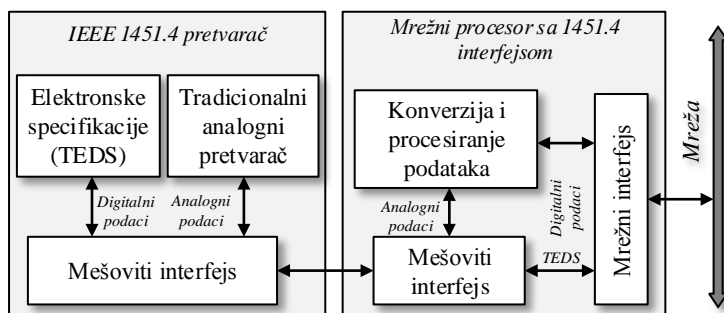 IEEE 1451.4 pretvarač
Elektronske
specifikacije
(TEDS)
Tradicionalni
analogni
pretvarač
Digitalni
podaci
Analogni
podaci
Mešoviti interfejs
Mrežni procesor sa 1451.4
interfejsom
Konverzija i
procesiranje
podataka
Analogni
podaci
Digitalni
podaci
Mešoviti
interfejs
TEDS
Mrežni interfejs
Mreža